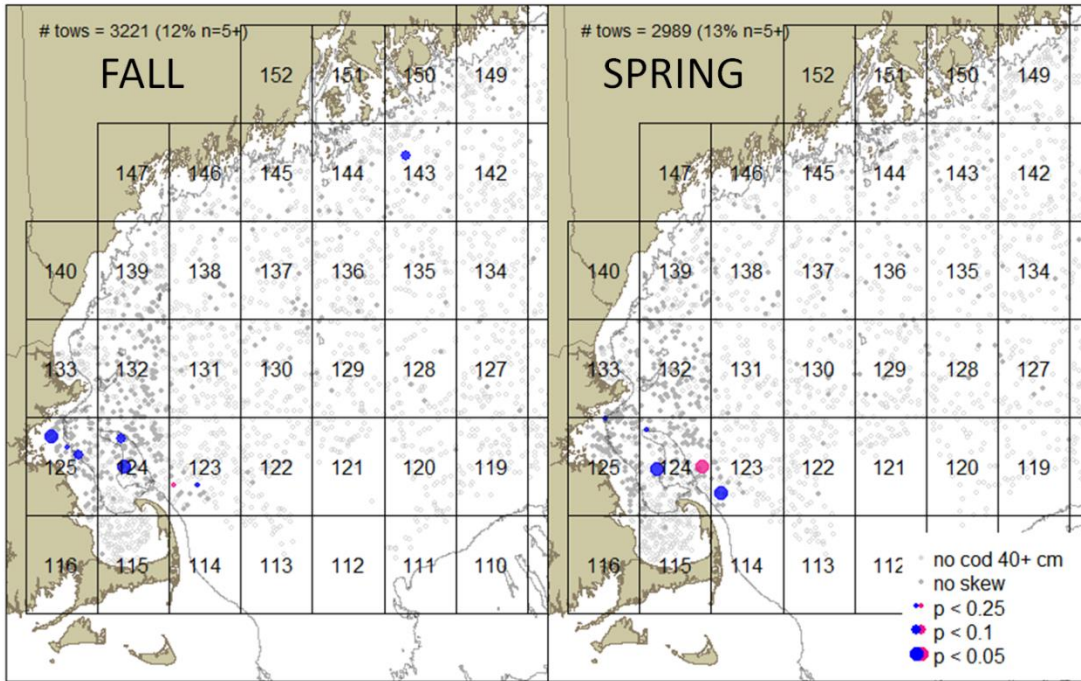 # tows = 3221 (12% n=5+)
FALL
152 151 150 149
147 146 145 144 143 142
140 139 138 137 136 135 134
133 132 131 130 129 128 127
125 124 123 122 121 120 119
116 115 114 113 112 111 110
# tows = 2989 (13% n=5+)
SPRING
152 151 150 149
147 146 145 144 143 142
140 139 138 137 136 135 134
133 132 131 130 129 128 127
125 124 123 122 121 120 119
116 115 114 113 112
no cod 40+ cm
no skew
p < 0.25
p < 0.1
p < 0.05